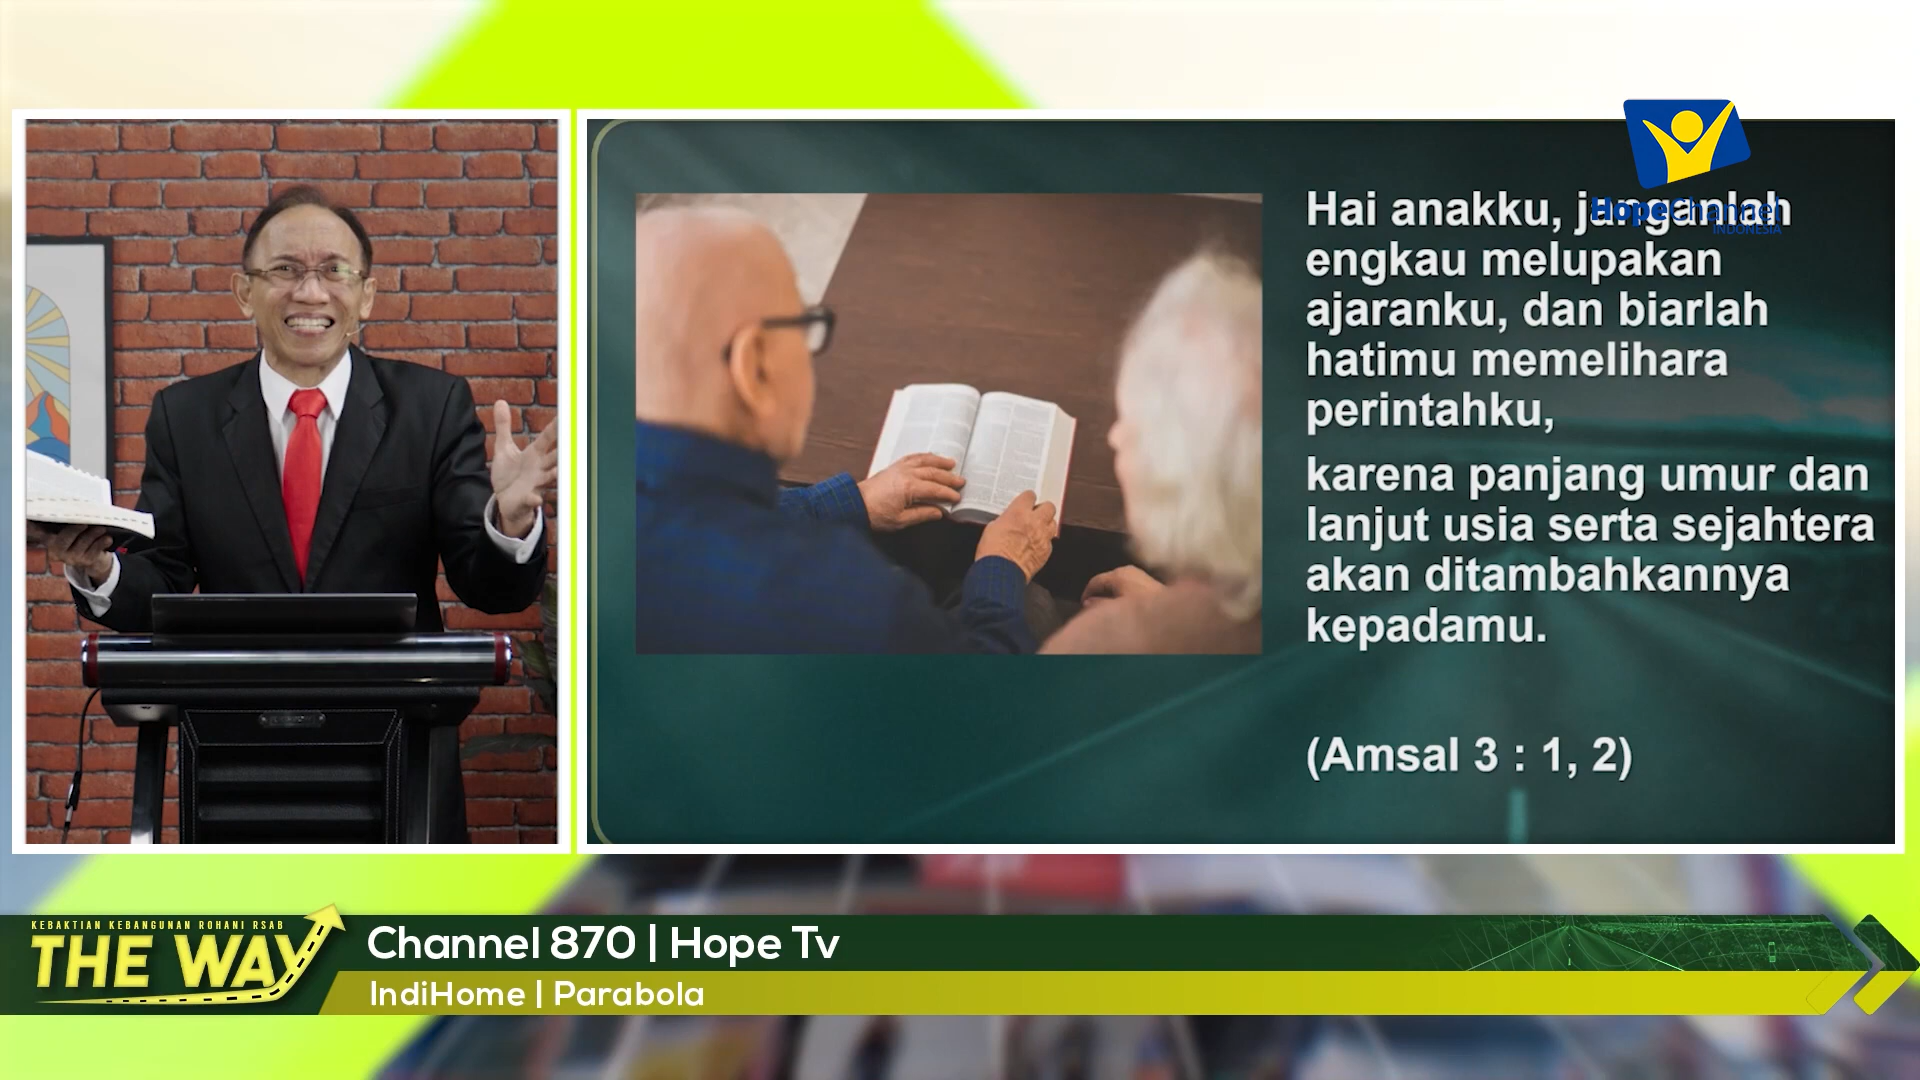 Hai anakku, janganlah
engkau melupakan
ajaranku, dan biarlah
hatimu memelihara
perintahku,
karena panjang umur dan
lanjut usia serta sejahtera
akan ditambahkannya
kepadamu.
(Amsal 3 : 1, 2)
HopeChannel
INDONESIA
KEBAKTIAN KEBANGUNAN ROHANI RSAB
THE WAY
Channel 870 | Hope Tv
IndiHome | Parabola